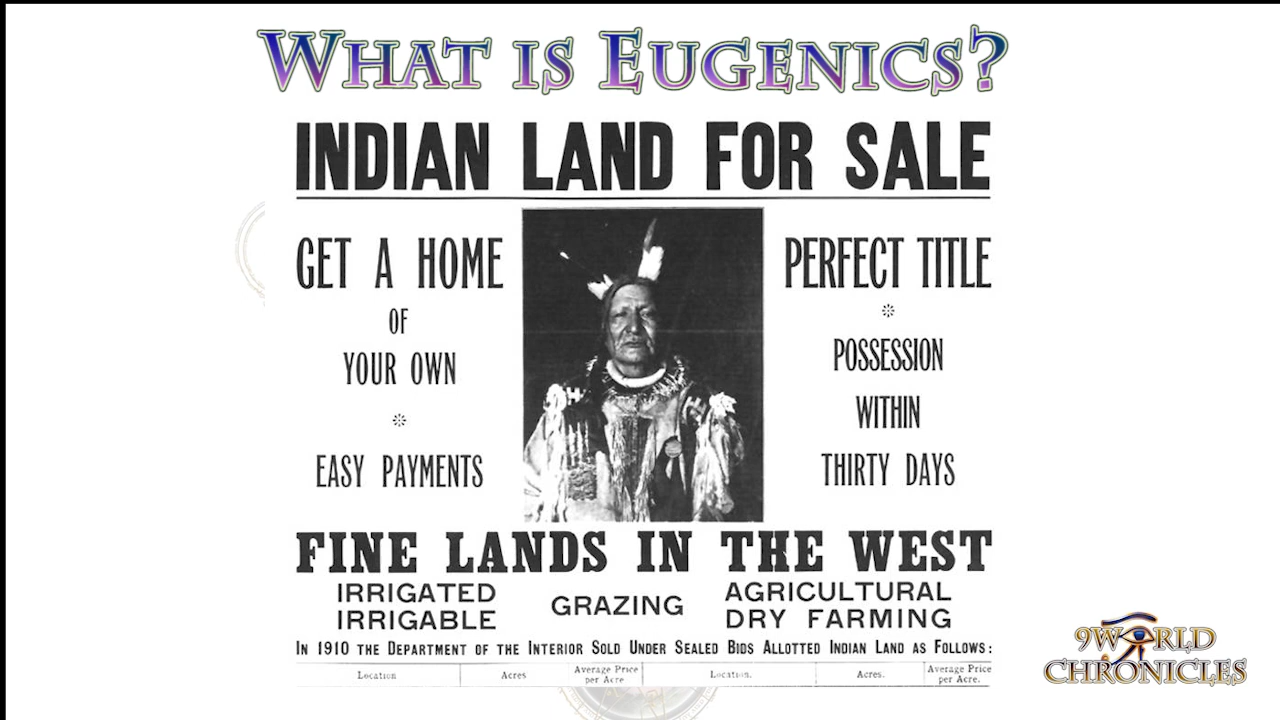 WHAT IS EUGENICS?
INDIAN LAND FOR SALE
GET A HOME
OF
YOUR OWN
EASY PAYMENTS
PERFECT TITLE
POSSESSION
WITHIN
THIRTY DAYS
FINE LANDS IN THE WEST
IRRIGATED
IRRIGABLE
GRAZING
AGRICULTURAL
DRY FARMING
IN 1910 THE DEPARTMENT OF THE INTERIOR SOLD UNDER SEALED BIDS ALLOTTED INDIAN LAND AS FOLLOWS:
Location Acres Average Price per Acre Location. Acres. Average Price per Acre.
9WORLD
CHRONICLES